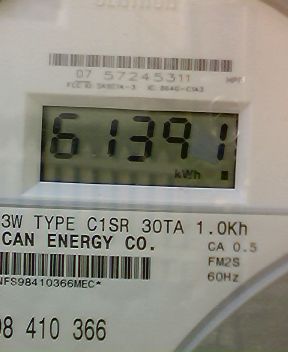 07 57245311
61391
kWh
3W TYPE C1SR 30TA 1.0Kh
CAN ENERGY CO.
CA 0.5
FM2S
60Hz
NFS98410366MEC*
98 410 366